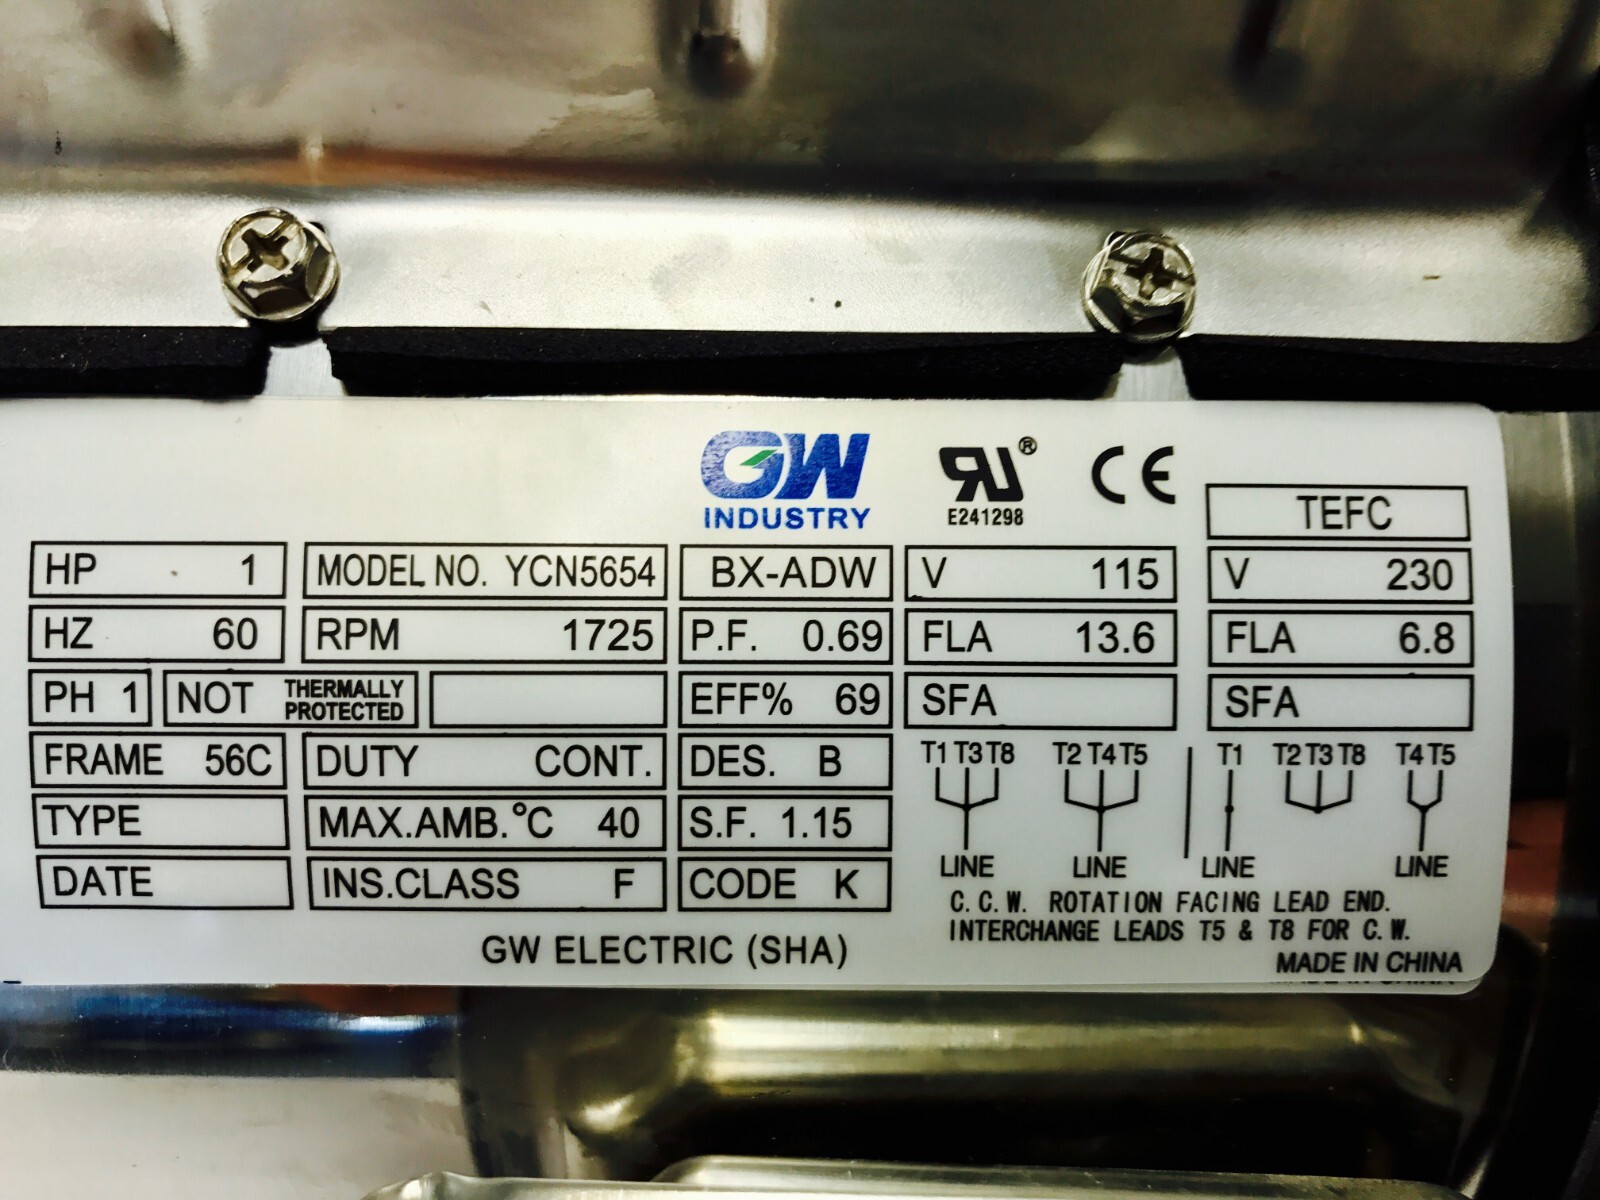 GW
INDUSTRY
RU®
E241298
CE
TEFC
HP 1 MODEL NO. YCN5654 BX-ADW V 115 V 230
HZ 60 RPM 1725 P.F. 0.69 FLA 13.6 FLA 6.8
PH 1 NOT THERMALLY PROTECTED EFF% 69 SFA SFA
FRAME 56C DUTY CONT. DES. B T1 T3 T8 T2 T4 T5 T1 T2 T3 T8 T4 T5
TYPE MAX.AMB.°C 40 S.F. 1.15
DATE INS.CLASS F CODE K LINE LINE LINE LINE
C.C.W. ROTATION FACING LEAD END.
INTERCHANGE LEADS T5 & T8 FOR C.W.
GW ELECTRIC (SHA)
MADE IN CHINA